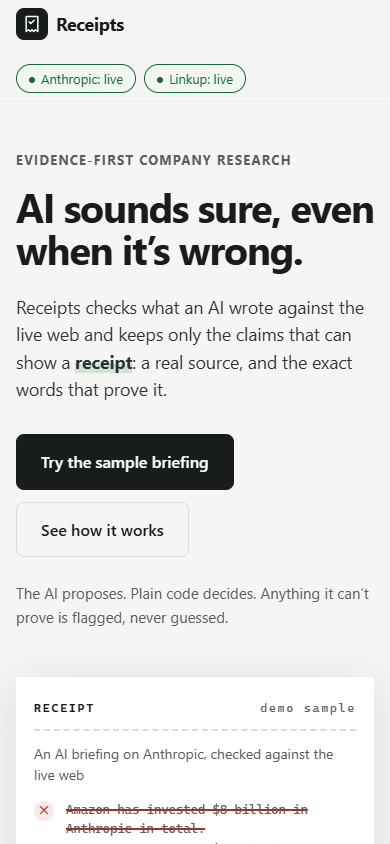 Receipts
Anthropic: live
Linkup: live
EVIDENCE-FIRST COMPANY RESEARCH
AI sounds sure, even
when it’s wrong.
Receipts checks what an AI wrote against the
live web and keeps only the claims that can
show a receipt: a real source, and the exact
words that prove it.
Try the sample briefing
See how it works
The AI proposes. Plain code decides. Anything it can’t
prove is flagged, never guessed.
RECEIPT
demo sample
An AI briefing on Anthropic, checked against the
live web
Amazon has invested $8 billion in
Anthropic in total.